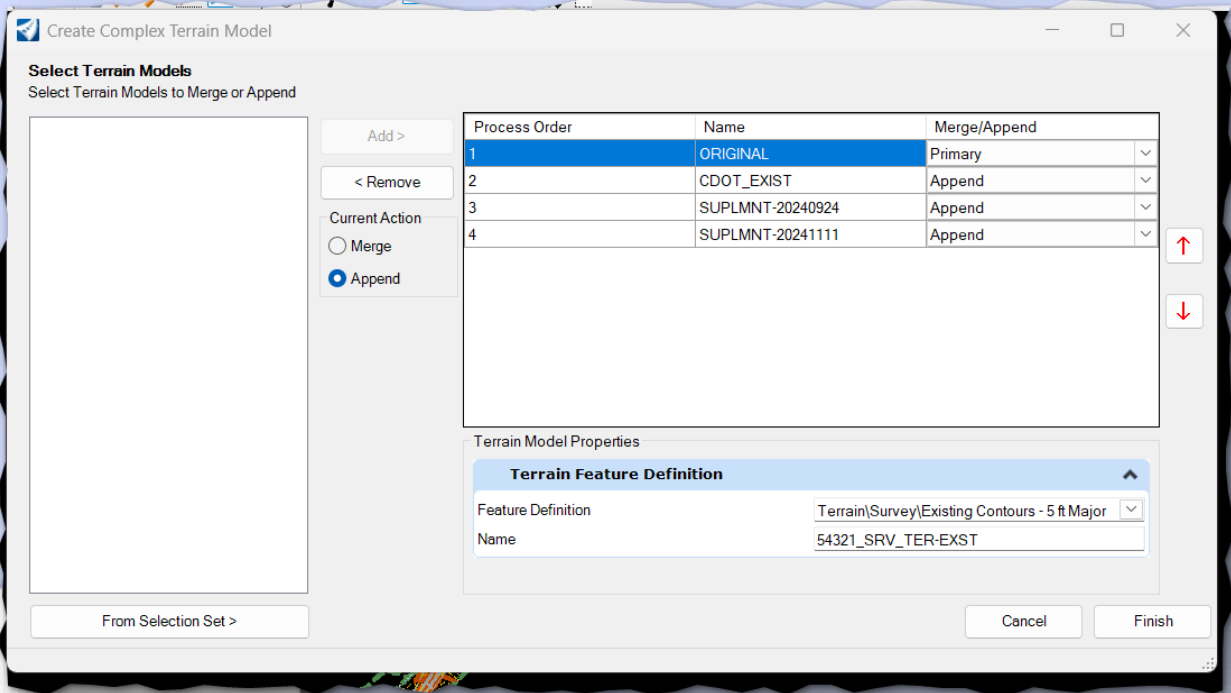 Create Complex Terrain Model
Select Terrain Models
Select Terrain Models to Merge or Append
Add >
< Remove
Current Action
Merge
Append
Process Order Name Merge/Append
1 ORIGINAL Primary
2 CDOT_EXIST Append
3 SUPLMNT-20240924 Append
4 SUPLMNT-20241111 Append
Terrain Model Properties
Terrain Feature Definition
Feature Definition Terrain\Survey\Existing Contours - 5 ft Major
Name 54321_SRV_TER-EXST
From Selection Set >
Cancel Finish